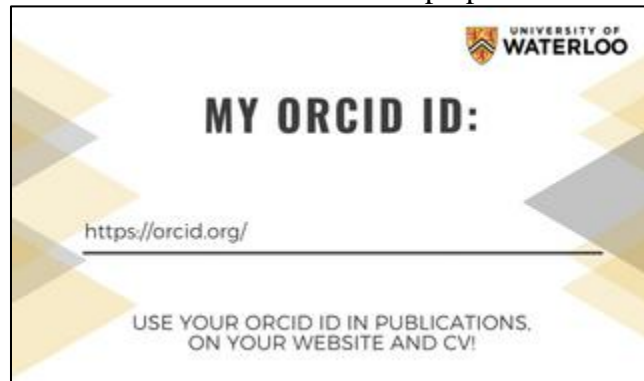 UNIVERSITY OF
WATERLOO
MY ORCID ID:
https://orcid.org/
USE YOUR ORCID ID IN PUBLICATIONS,
ON YOUR WEBSITE AND CV!